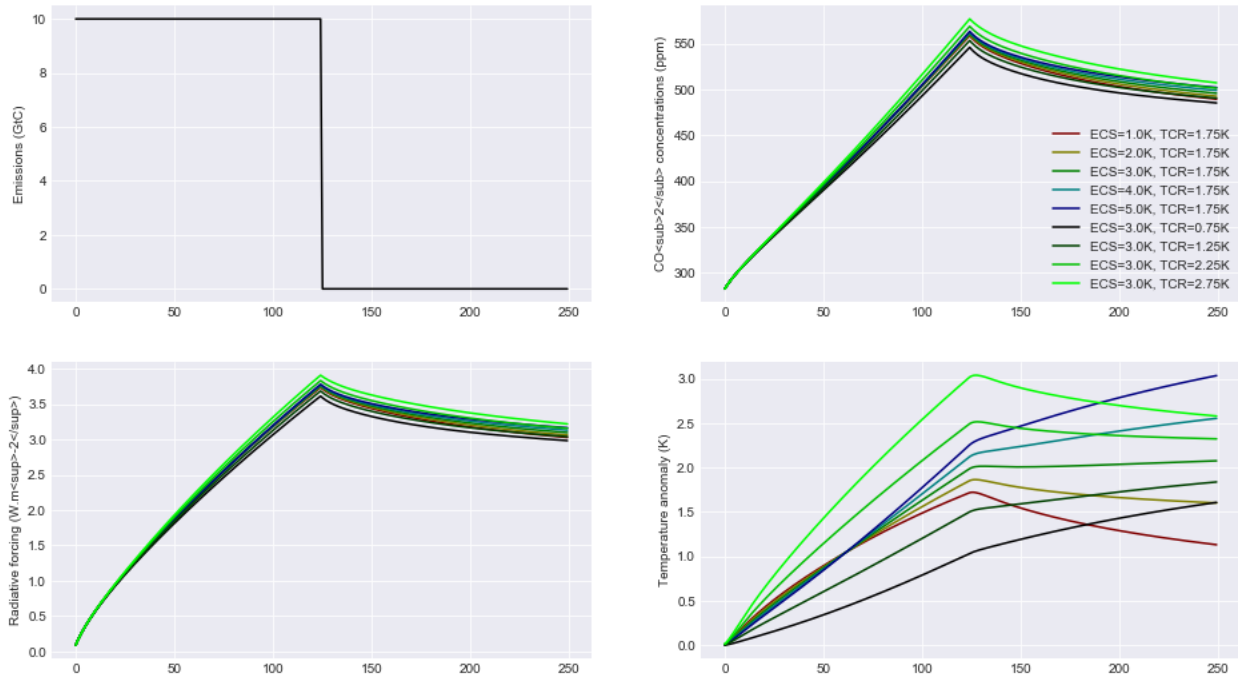 Emissions (GtC)
10
8
6
4
2
0
0 50 100 150 200 250
CO<sub>2</sub> concentrations (ppm)
550
500
450
400
350
300
0 50 100 150 200 250
ECS=1.0K, TCR=1.75K
ECS=2.0K, TCR=1.75K
ECS=3.0K, TCR=1.75K
ECS=4.0K, TCR=1.75K
ECS=5.0K, TCR=1.75K
ECS=3.0K, TCR=0.75K
ECS=3.0K, TCR=1.25K
ECS=3.0K, TCR=2.25K
ECS=3.0K, TCR=2.75K
Radiative forcing (W.m<sup>-2</sup>)
4.0
3.5
3.0
2.5
2.0
1.5
1.0
0.5
0.0
0 50 100 150 200 250
Temperature anomaly (K)
3.0
2.5
2.0
1.5
1.0
0.5
0.0
0 50 100 150 200 250